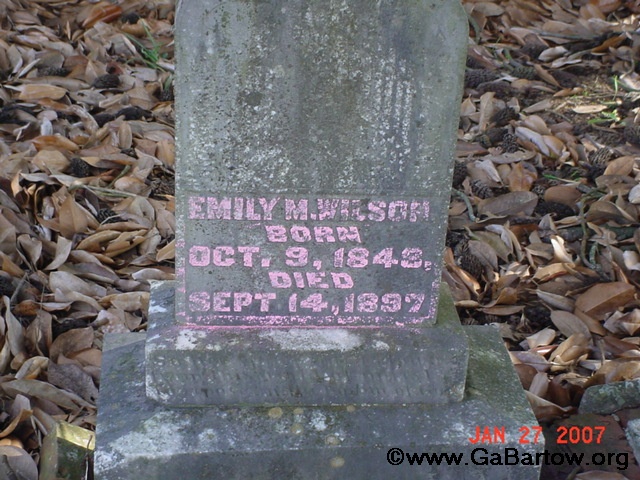 EMILY M. WILSON
BORN
OCT. 9, 1848.
DIED
SEPT 14, 1897
JAN 27 2007
©www.GaBartow.org